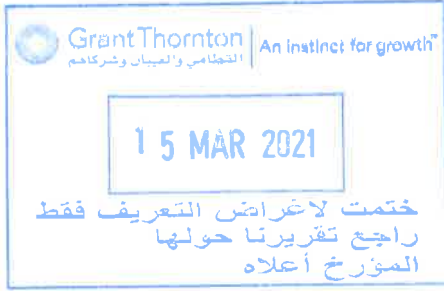 Grant Thornton
القطامي والعيبان وشركاهم
An instinct for growth™
15 MAR 2021
ختمت لاغراض التعريف فقط
راجع تقريرنا حولها
المؤرخ أعلاه